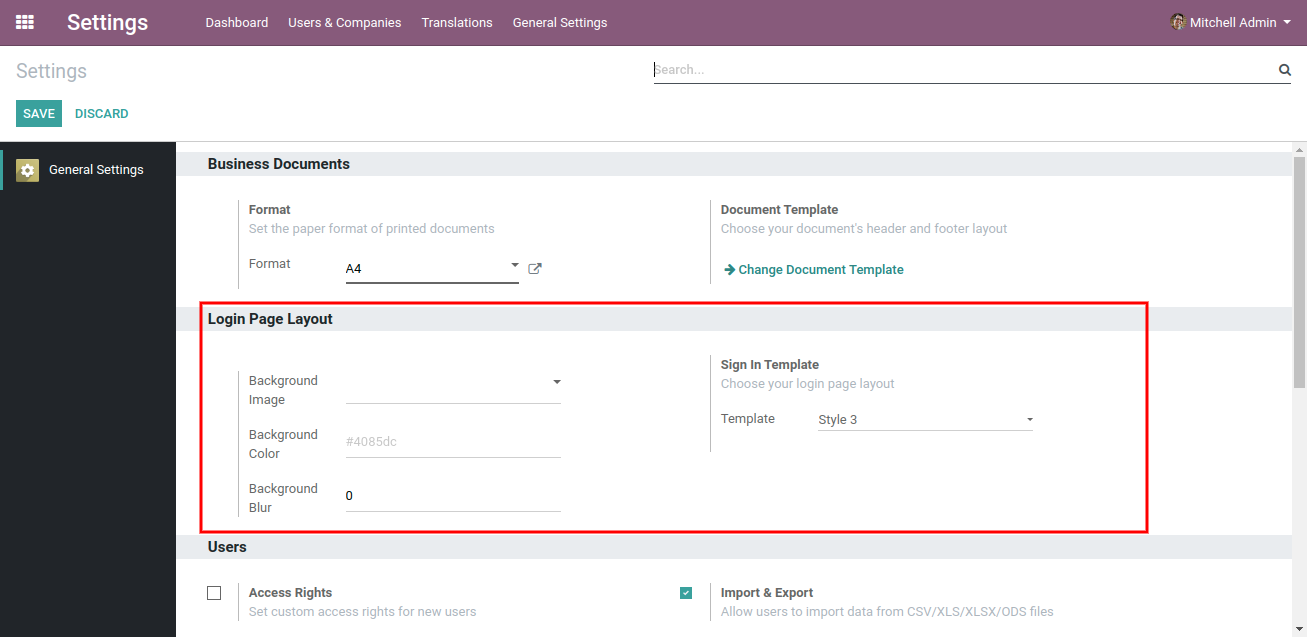 Settings Dashboard Users & Companies Translations General Settings Mitchell Admin
Settings Search...
SAVE DISCARD
General Settings
Business Documents
Format
Set the paper format of printed documents
Format A4
Document Template
Choose your document's header and footer layout
Change Document Template
Login Page Layout
Background
Image
Background
Color #4085dc
Background
Blur 0
Sign In Template
Choose your login page layout
Template Style 3
Users
Access Rights
Set custom access rights for new users
Import & Export
Allow users to import data from CSV/XLS/XLSX/ODS files